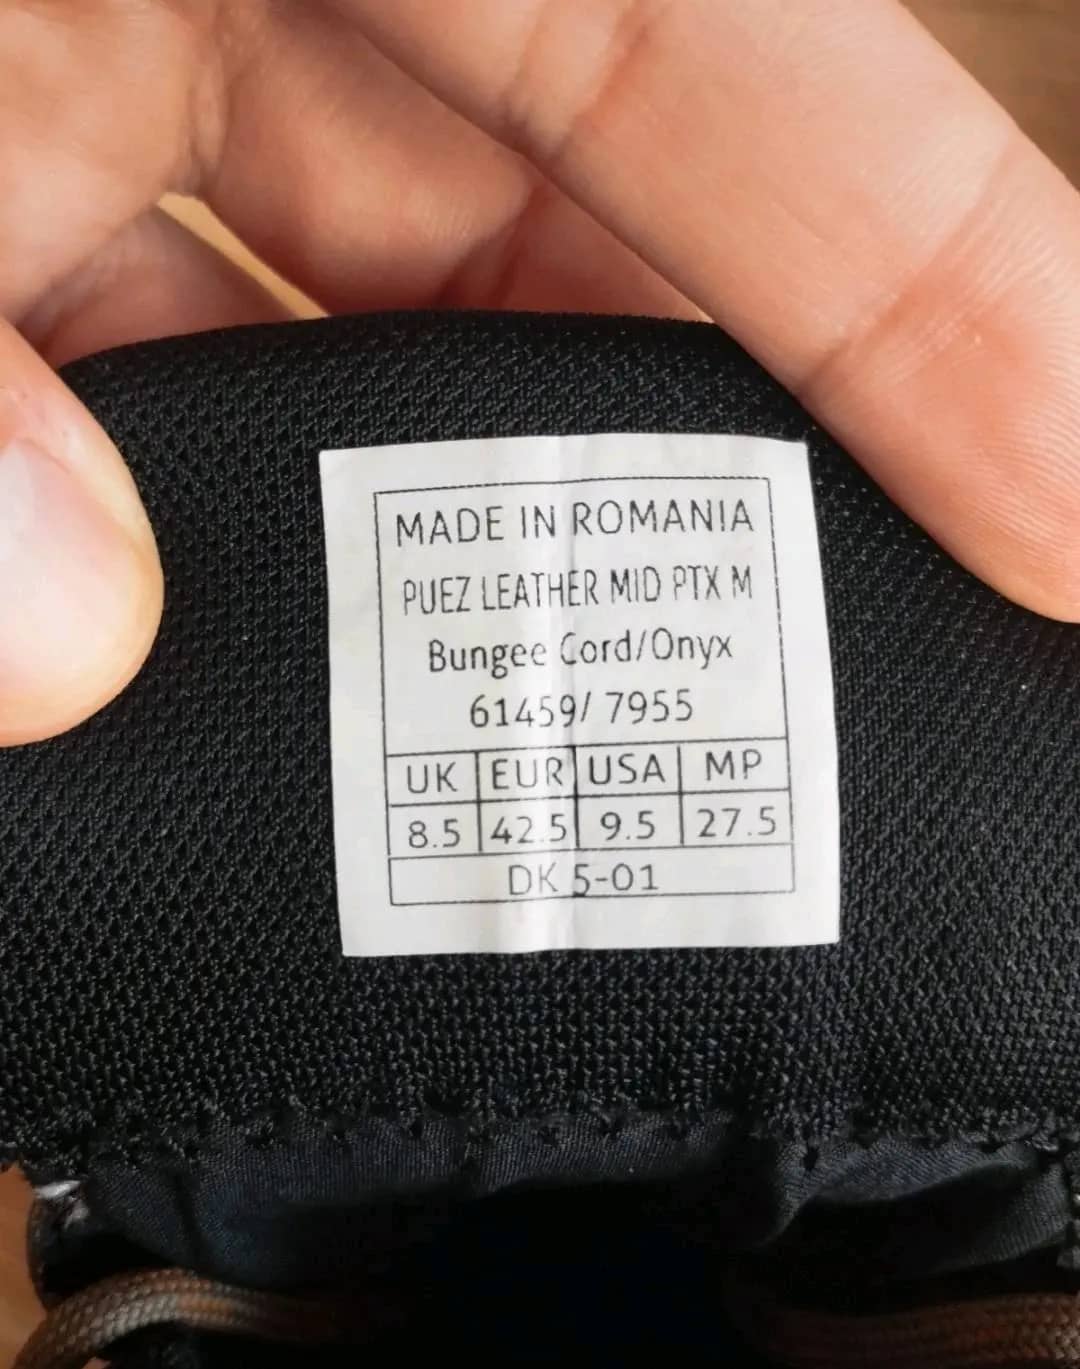 MADE IN ROMANIA
PUEZ LEATHER MID PTX M
Bungee Cord/Onyx
61459/ 7955
UK EUR USA MP
8.5 42.5 9.5 27.5
DK 5-01